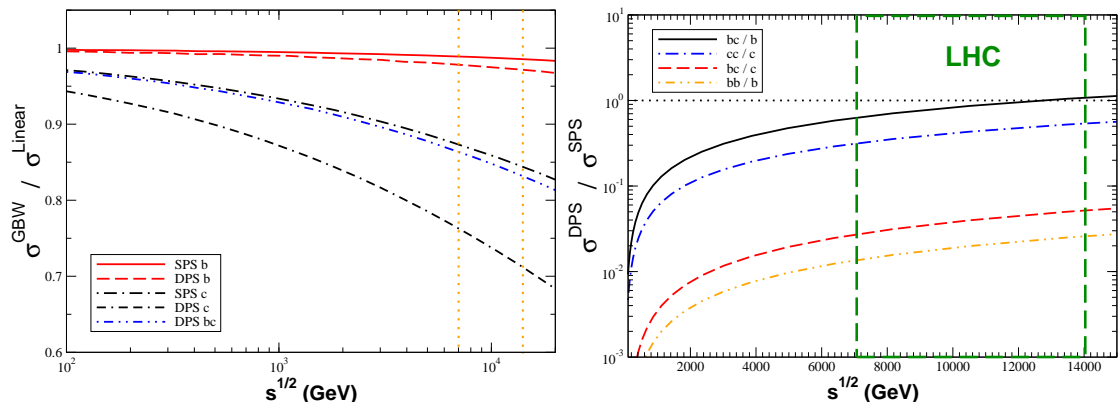 σ^GBW / σ^Linear
1
0.9
0.8
0.7
0.6
SPS b
DPS b
SPS c
DPS c
DPS bc
10^2
10^3
10^4
s^1/2 (GeV)
σ^DPS / σ^SPS
10^1
10^0
10^-1
10^-2
10^-3
bc / b
cc / c
bc / c
bb / b
LHC
2000 4000 6000 8000 10000 12000 14000
s^1/2 (GeV)